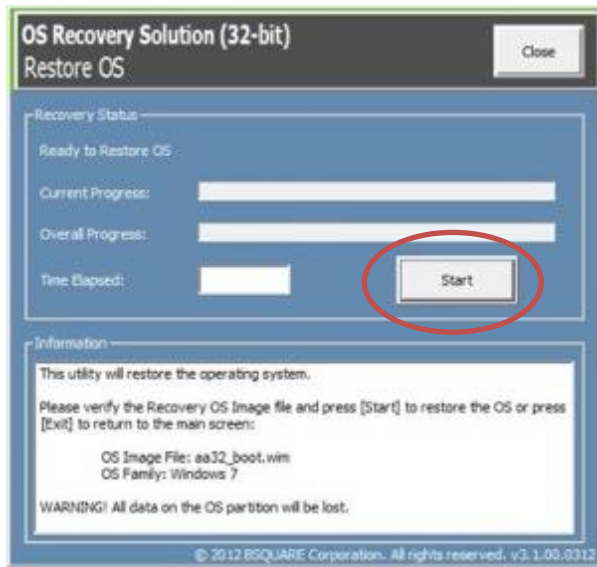 OS Recovery Solution (32-bit)
Restore OS
Close
Recovery Status
Ready to Restore OS
Current Progress:
Overall Progress:
Time Elapsed:
Start
Information
This utility will restore the operating system.
Please verify the Recovery OS Image file and press [Start] to restore the OS or press
[Exit] to return to the main screen:
OS Image File: aa32_boot.wim
OS Family: Windows 7
WARNING! All data on the OS partition will be lost.
© 2012 BSQUARE Corporation. All rights reserved. v3.1.00.0312